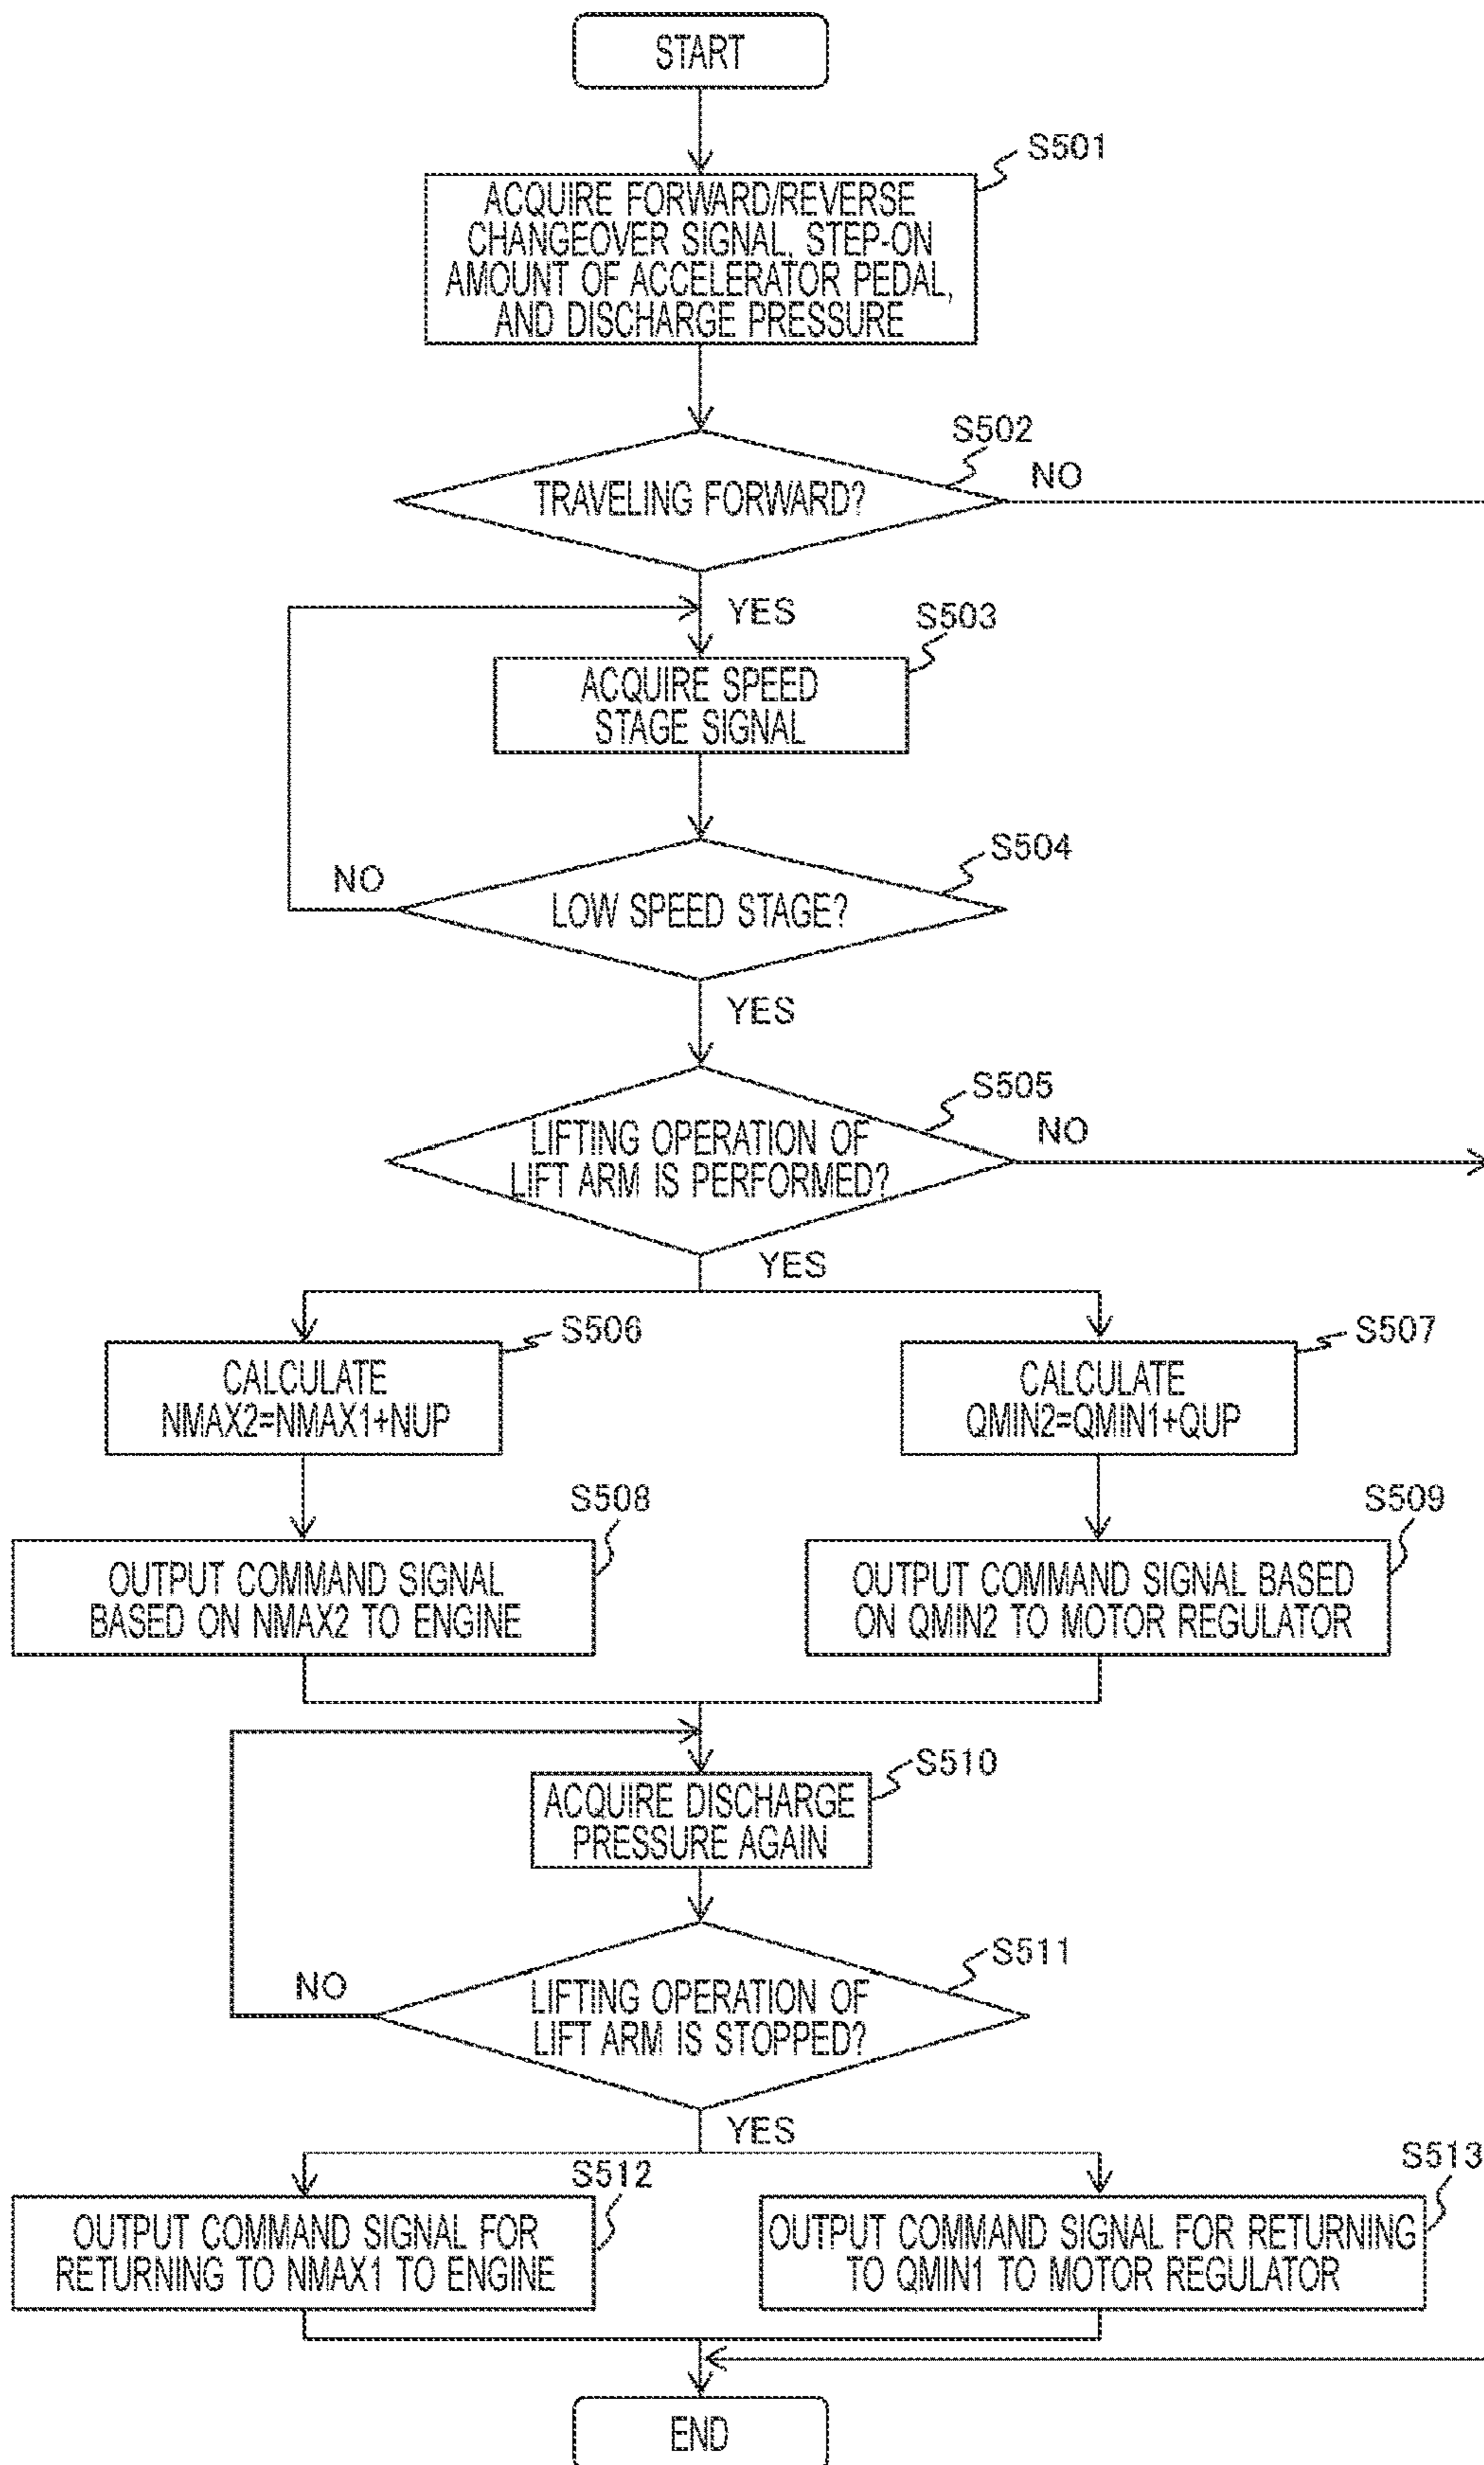 START
S501
ACQUIRE FORWARD/REVERSE
CHANGEOVER SIGNAL, STEP-ON
AMOUNT OF ACCELERATOR PEDAL,
AND DISCHARGE PRESSURE
S502
TRAVELING FORWARD?
NO
YES
S503
ACQUIRE SPEED
STAGE SIGNAL
S504
NO
LOW SPEED STAGE?
YES
S505
LIFTING OPERATION OF
LIFT ARM IS PERFORMED?
NO
YES
S506
CALCULATE
NMAX2=NMAX1+NUP
S507
CALCULATE
QMIN2=QMIN1+QUP
S508
OUTPUT COMMAND SIGNAL
BASED ON NMAX2 TO ENGINE
S509
OUTPUT COMMAND SIGNAL BASED
ON QMIN2 TO MOTOR REGULATOR
S510
ACQUIRE DISCHARGE
PRESSURE AGAIN
S511
NO
LIFTING OPERATION OF
LIFT ARM IS STOPPED?
YES
S512
OUTPUT COMMAND SIGNAL FOR
RETURNING TO NMAX1 TO ENGINE
S513
OUTPUT COMMAND SIGNAL FOR RETURNING
TO QMIN1 TO MOTOR REGULATOR
END